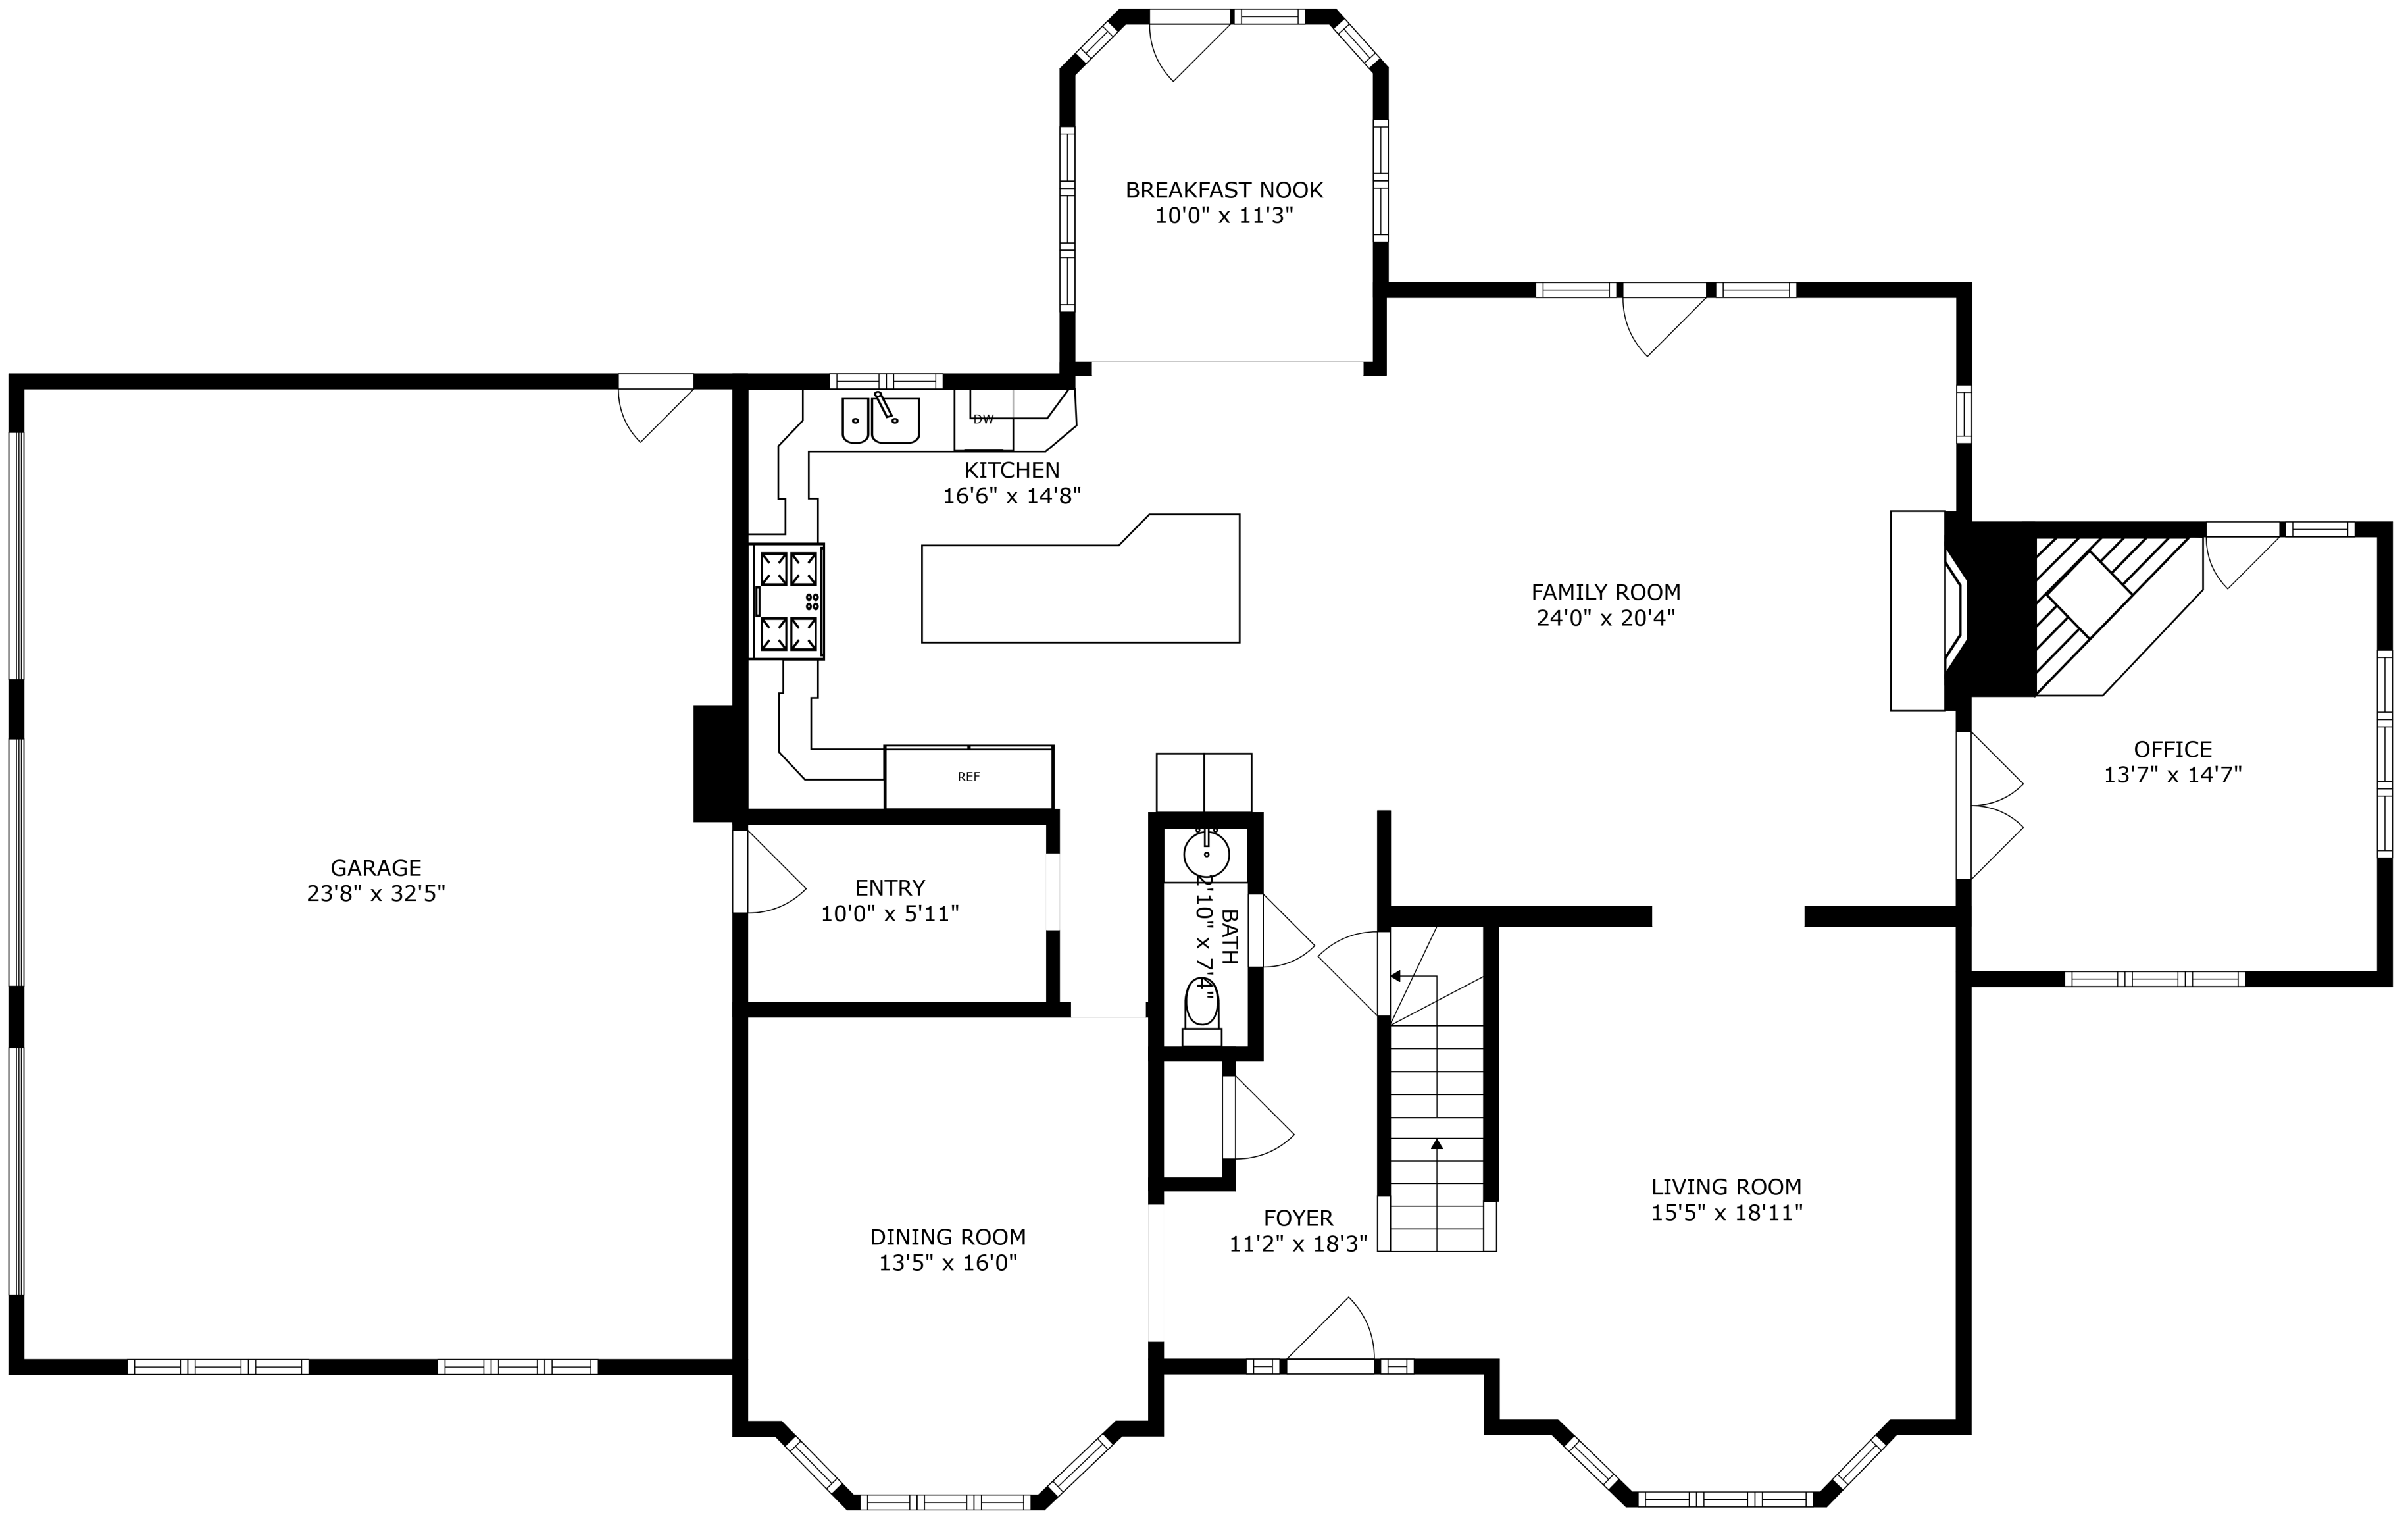 BREAKFAST NOOK
10'0" x 11'3"
DW
KITCHEN
16'6" x 14'8"
FAMILY ROOM
24'0" x 20'4"
OFFICE
13'7" x 14'7"
REF
GARAGE
23'8" x 32'5"
ENTRY
10'0" x 5'11"
BATH
2'10" x 7'4"
DINING ROOM
13'5" x 16'0"
FOYER
11'2" x 18'3"
LIVING ROOM
15'5" x 18'11"